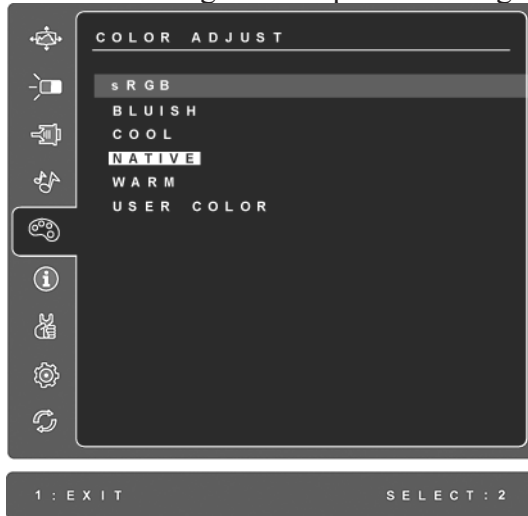 COLOR ADJUST
sRGB
BLUISH
COOL
NATIVE
WARM
USER COLOR
1:EXIT
SELECT:2